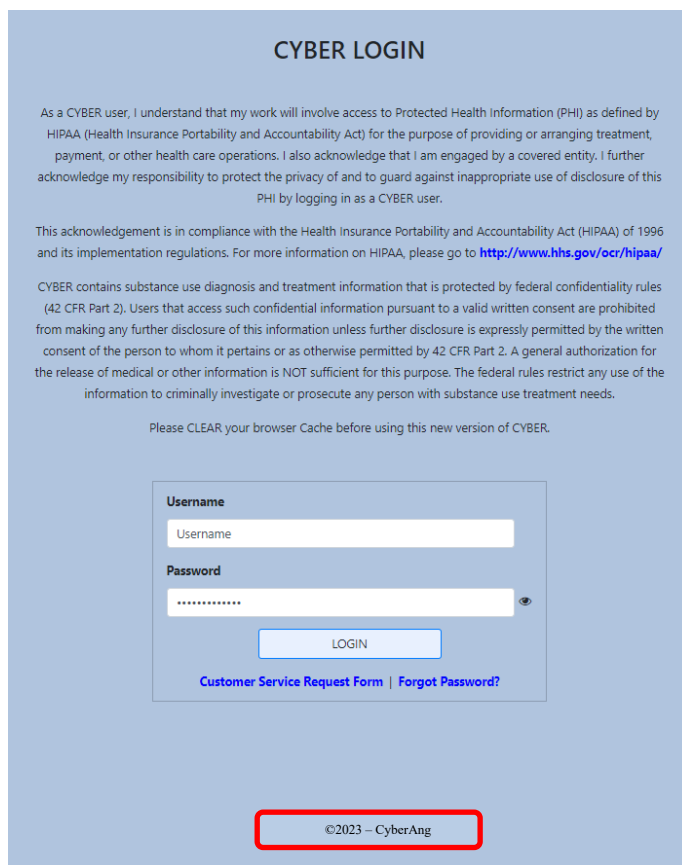 CYBER LOGIN
As a CYBER user, I understand that my work will involve access to Protected Health Information (PHI) as defined by
HIPAA (Health Insurance Portability and Accountability Act) for the purpose of providing or arranging treatment,
payment, or other health care operations. I also acknowledge that I am engaged by a covered entity. I further
acknowledge my responsibility to protect the privacy of and to guard against inappropriate use of disclosure of this
PHI by logging in as a CYBER user.
This acknowledgement is in compliance with the Health Insurance Portability and Accountability Act (HIPAA) of 1996
and its implementation regulations. For more information on HIPAA, please go to http://www.hhs.gov/ocr/hipaa/
CYBER contains substance use diagnosis and treatment information that is protected by federal confidentiality rules
(42 CFR Part 2). Users that access such confidential information pursuant to a valid written consent are prohibited
from making any further disclosure of this information unless further disclosure is expressly permitted by the written
consent of the person to whom it pertains or as otherwise permitted by 42 CFR Part 2. A general authorization for
the release of medical or other information is NOT sufficient for this purpose. The federal rules restrict any use of the
information to criminally investigate or prosecute any person with substance use treatment needs.
Please CLEAR your browser Cache before using this new version of CYBER.
Username
Username
Password
•••••••••••••
LOGIN
Customer Service Request Form | Forgot Password?
©2023 – CyberAng